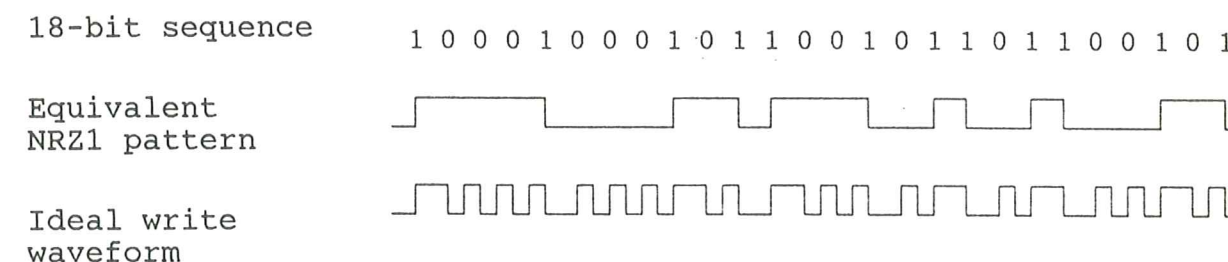 18-bit sequence 1 0 0 0 1 0 0 0 1 0 1 1 0 0 1 0 1 1 0 1 1 0 0 1 0 1
Equivalent
NRZ1 pattern
Ideal write
waveform